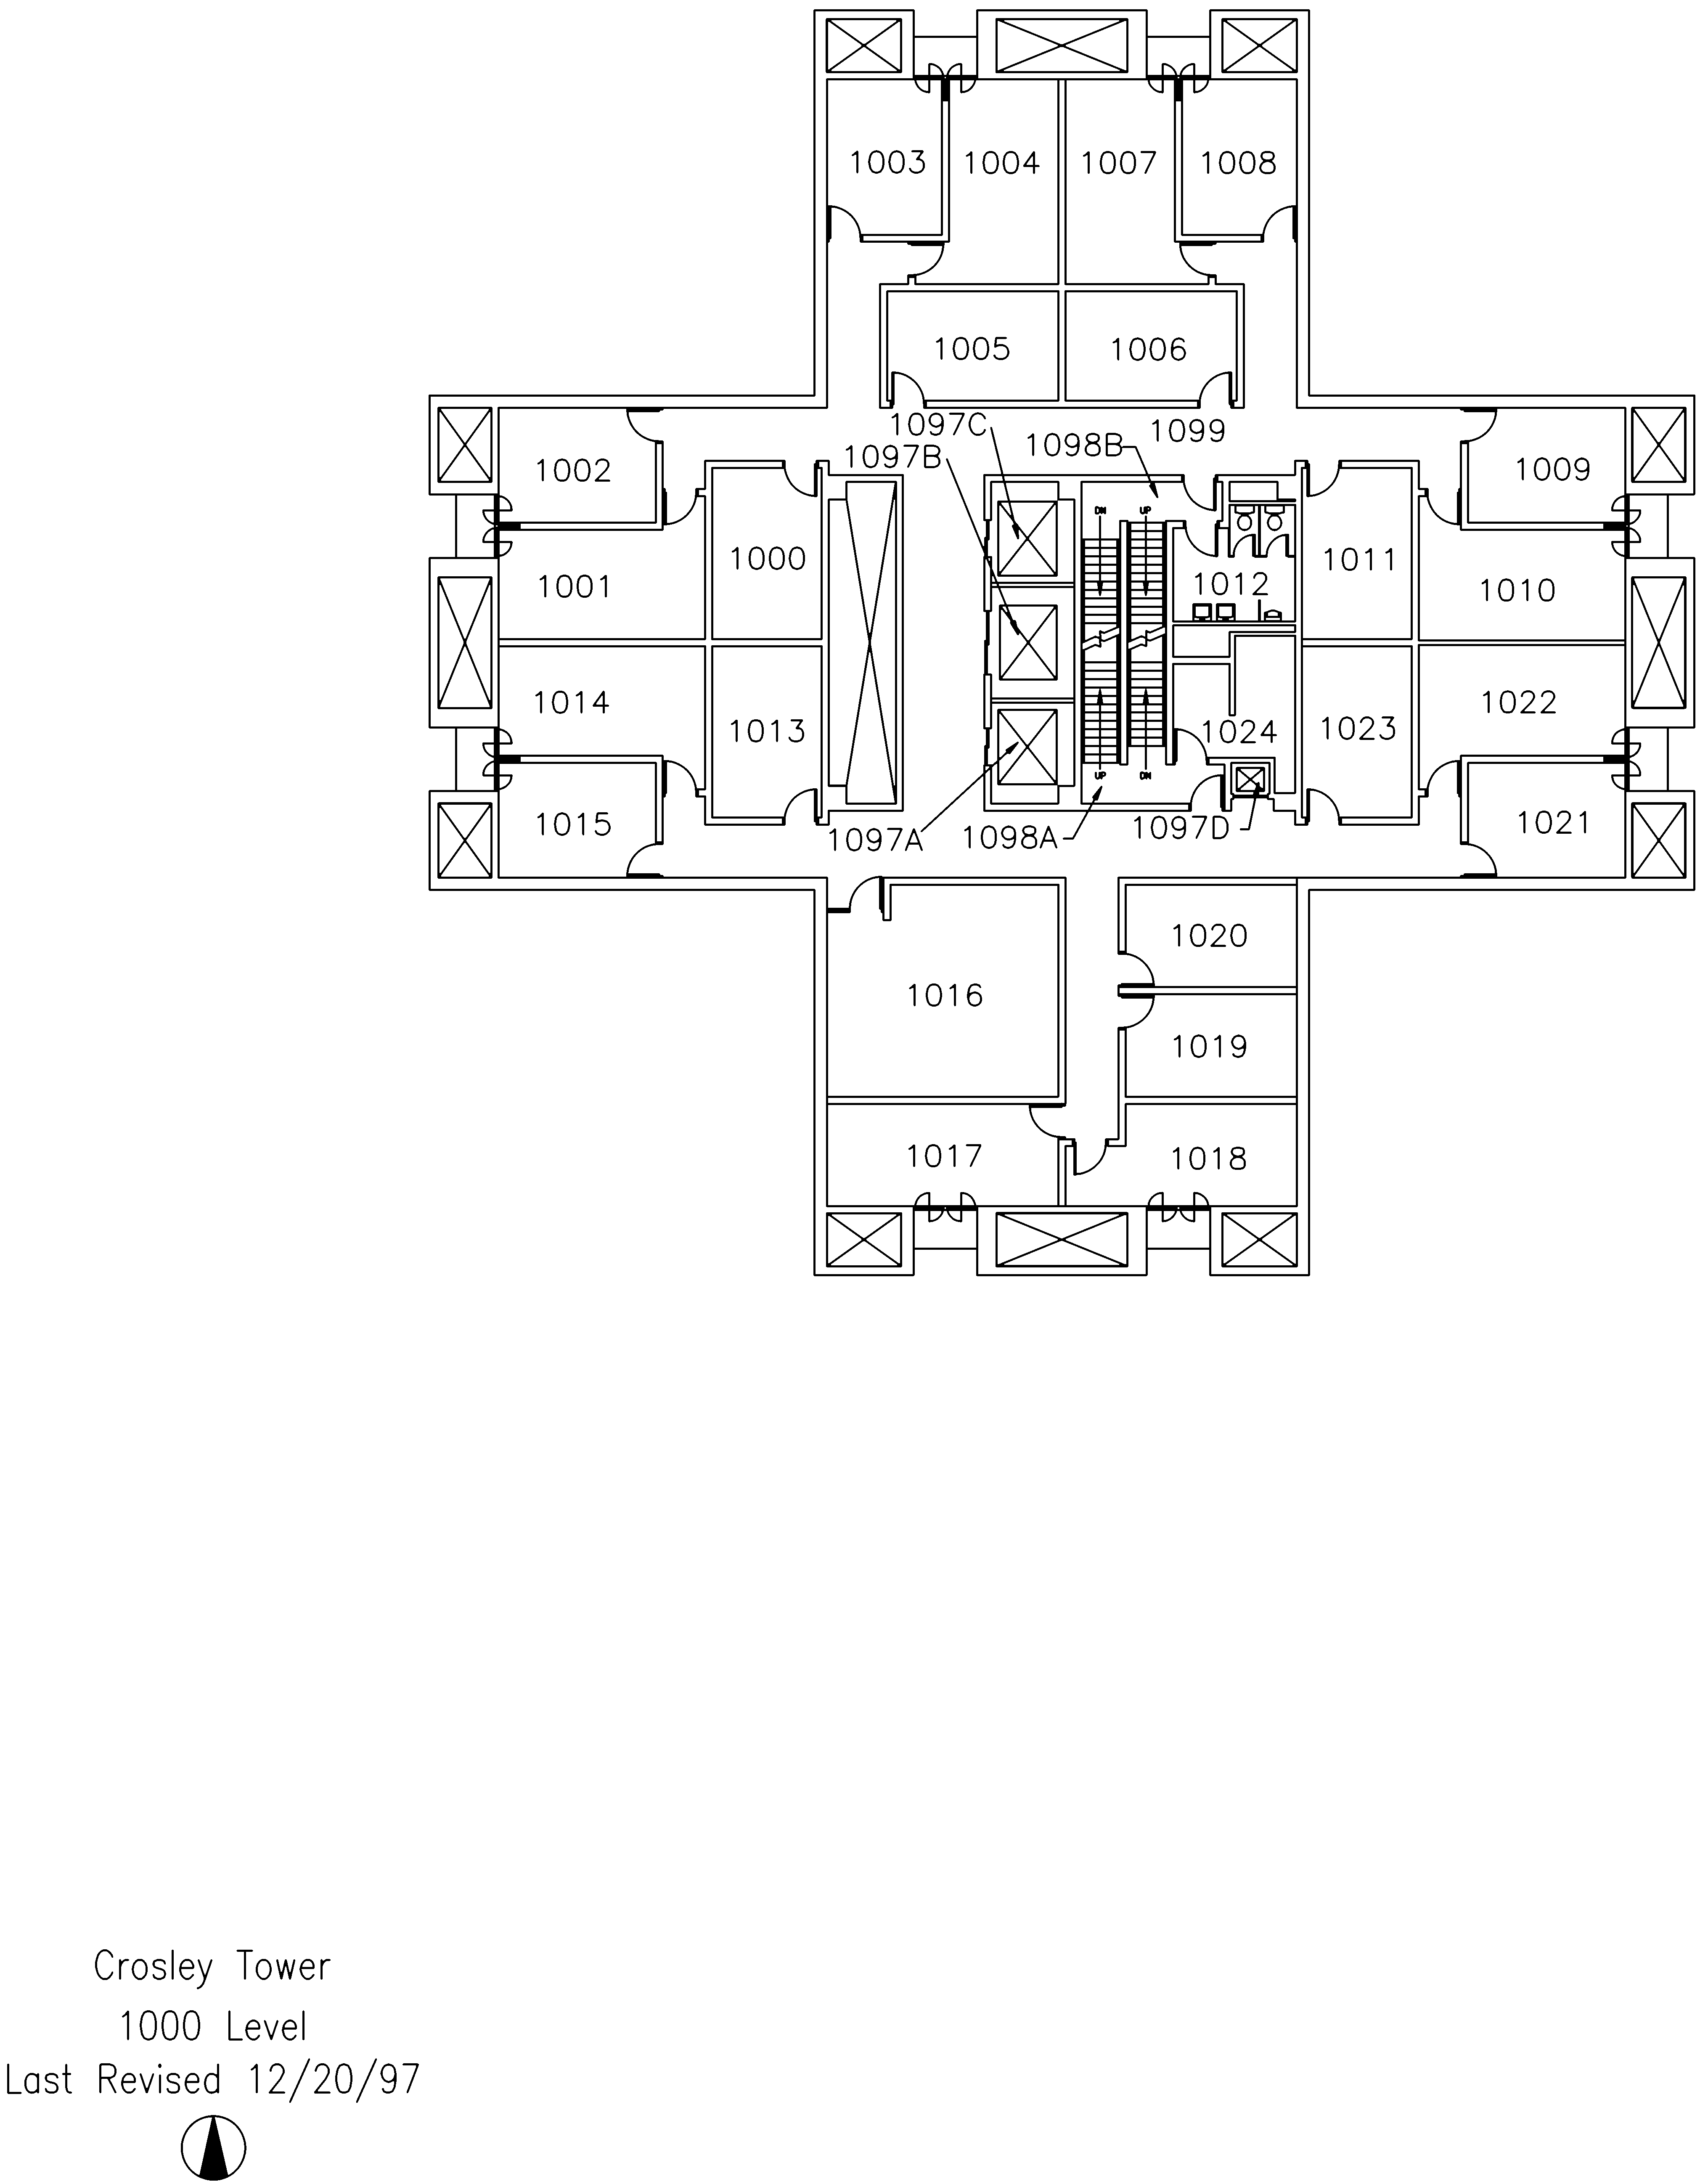 1003 1004 1007 1008
1005 1006
1097C
1099
1098B
1097B
1002
1009
1000
1011
1001
1012
1010
DN UP
1014
1022
1013
1024
1023
UP DN
1015
1021
1097A
1098A
1097D
1020
1016
1019
1017
1018
Crosley Tower
1000 Level
Last Revised 12/20/97